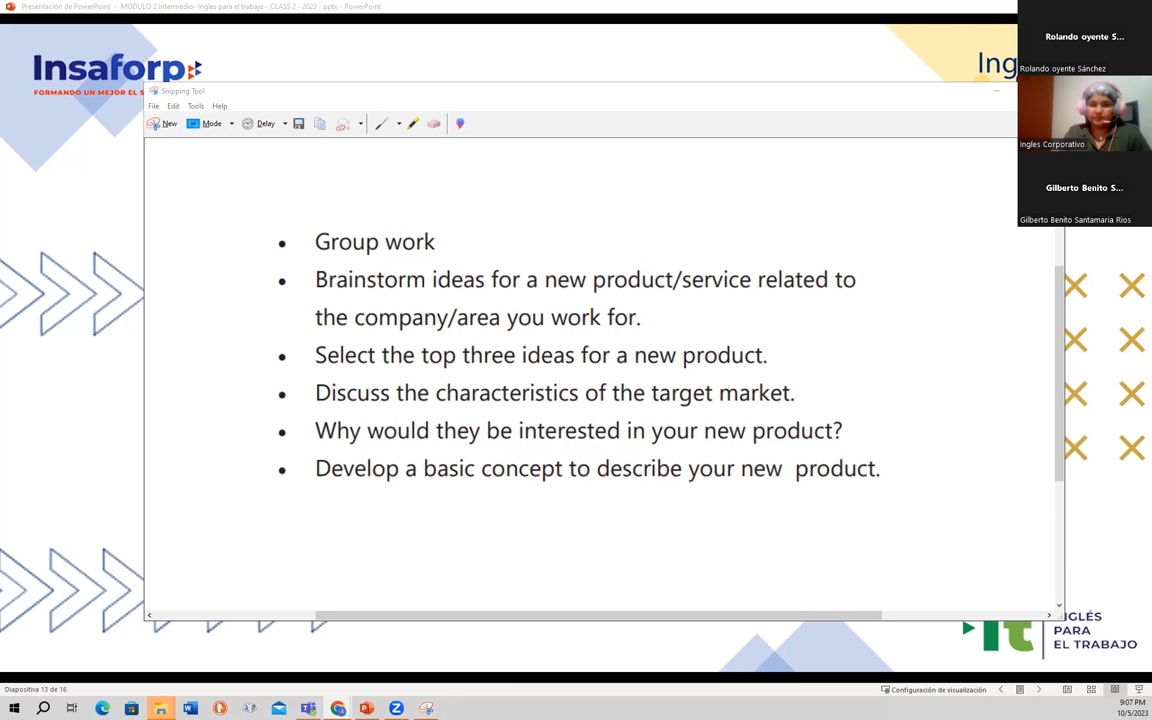 Presentación de PowerPoint - MODULO 2 Intermedio- Ingles para el trabajo - CLASS 2 - 2023 -.pptx - PowerPoint
Insaforp
FORMANDO UN MEJOR EL S
Ing
Rolando oyente S...
Rolando oyente Sánchez
Ingles Corporativo
Gilberto Benito S...
Gilberto Benito Santamaria Rios
Snipping Tool
File Edit Tools Help
New Mode Delay
• Group work
• Brainstorm ideas for a new product/service related to
the company/area you work for.
• Select the top three ideas for a new product.
• Discuss the characteristics of the target market.
• Why would they be interested in your new product?
• Develop a basic concept to describe your new product.
it
INGLÉS
PARA
EL TRABAJO
Diapositiva 13 de 16
Configuración de visualización
9:07 PM
10/5/2023